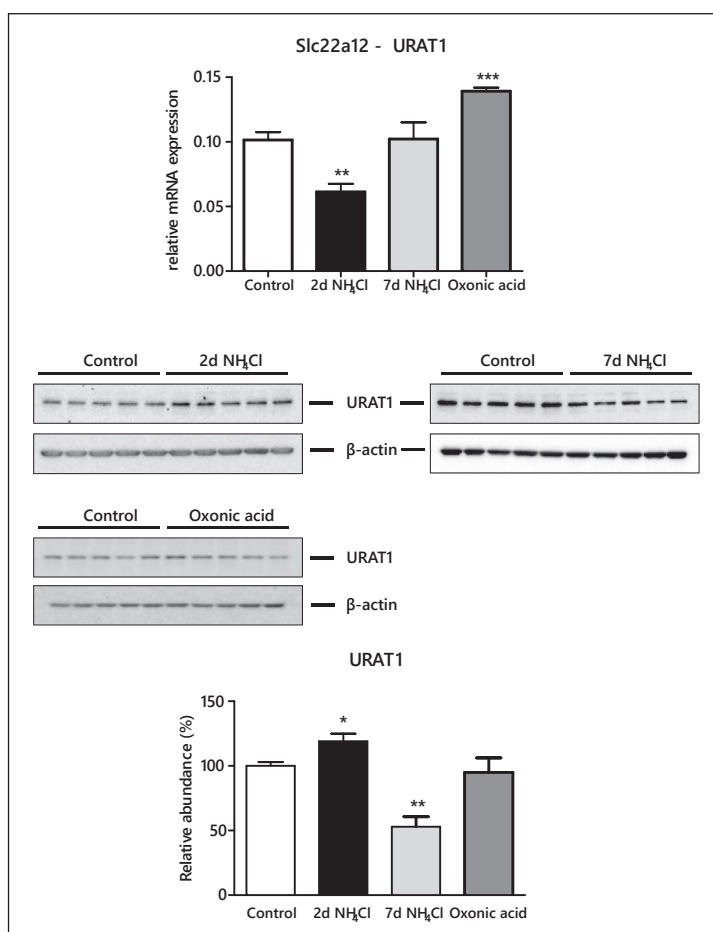 Slc22a12 - URAT1
relative mRNA expression
0.15
0.10
0.05
0.00
**
***
Control 2d NH4Cl 7d NH4Cl Oxonic acid
Control 2d NH4Cl
Control 7d NH4Cl
URAT1
β-actin
Control Oxonic acid
URAT1
β-actin
URAT1
Relative abundance (%)
150
100
50
0
*
**
Control 2d NH4Cl 7d NH4Cl Oxonic acid